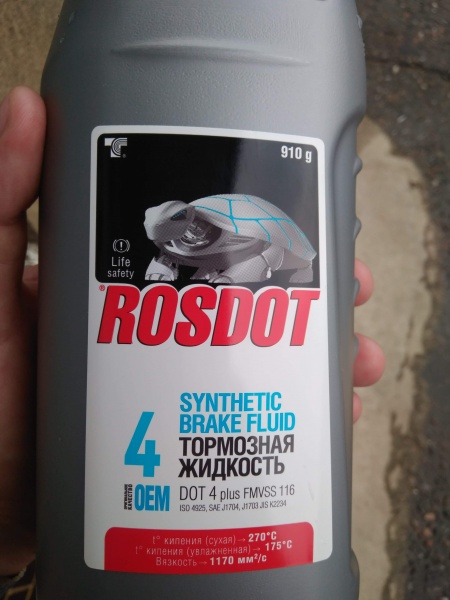 910 g
Life
safety
ROSDOT
SYNTHETIC
BRAKE FLUID
ТОРМОЗНАЯ
ЖИДКОСТЬ
4
OEM
DOT 4 plus FMVSS 116
ISO 4925, SAE J1704, J1703 JIS K2234
t° кипения (сухая) → 270°C
t° кипения (увлажненная) → 175°C
Вязкость → 1170 мм²/с